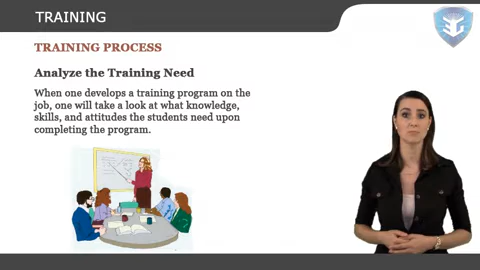 TRAINING
TRAINING PROCESS
Analyze the Training Need
When one develops a training program on the
job, one will take a look at what knowledge,
skills, and attitudes the students need upon
completing the program.